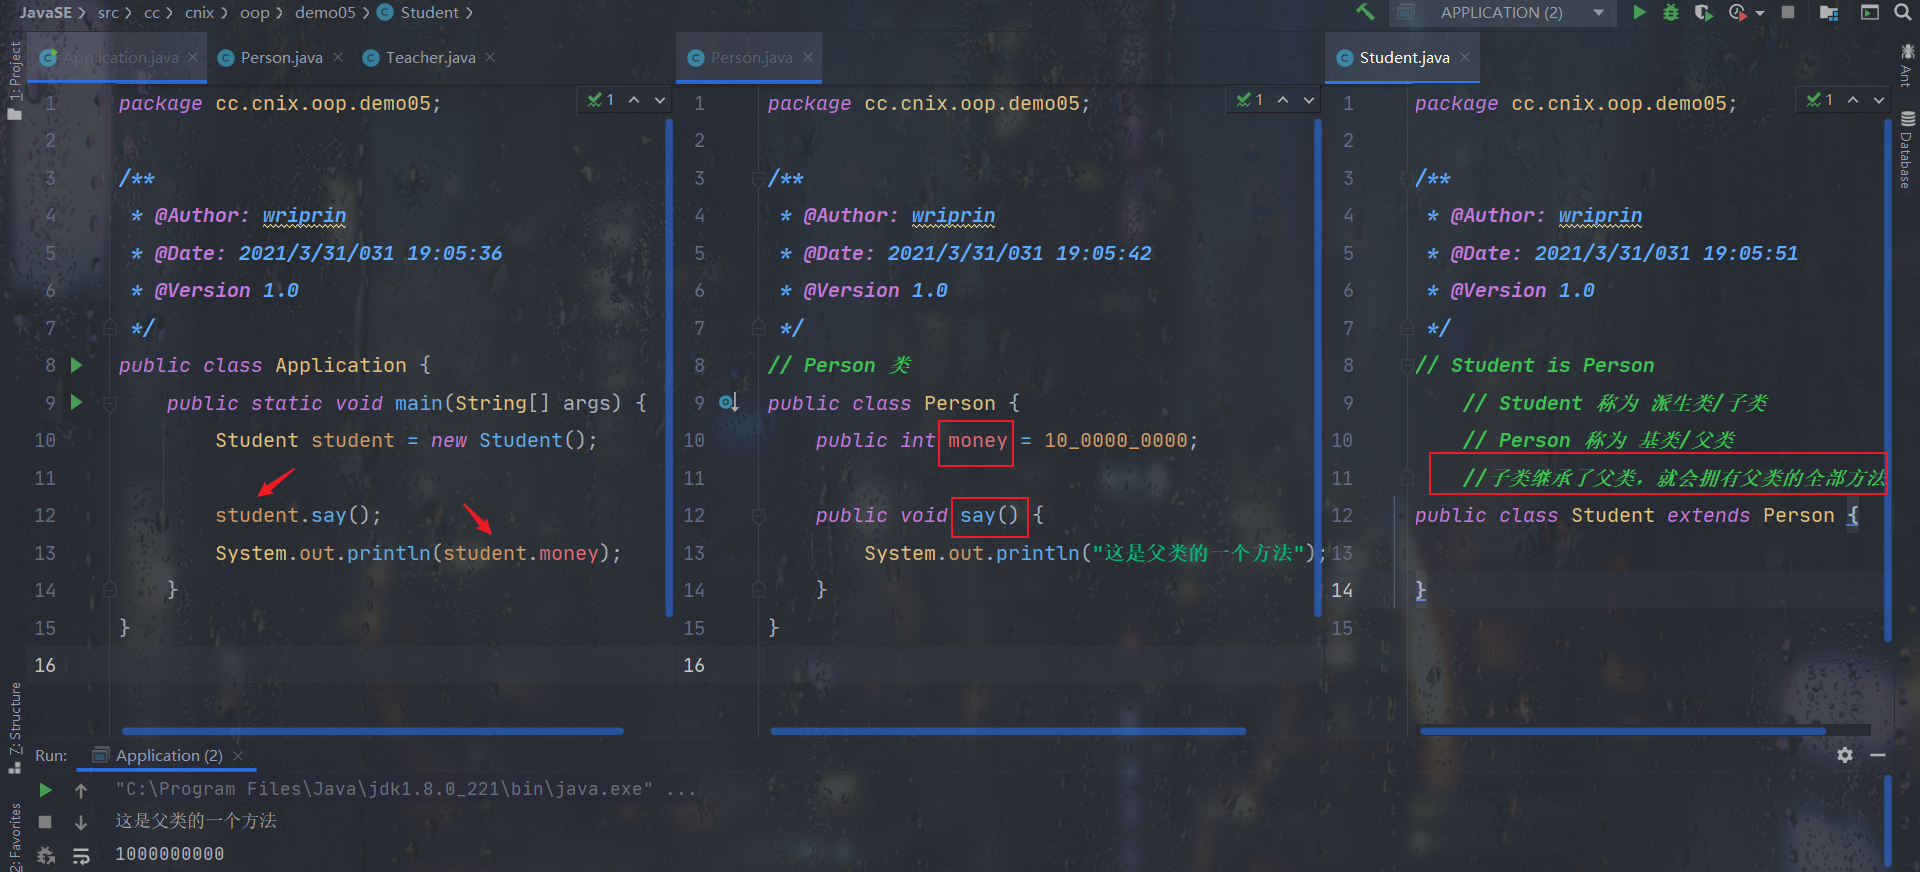 JavaSE src cc cnix oop demo05 Student
APPLICATION (2)
Application.java Person.java Teacher.java
Person.java
Student.java
1: Project
7: Structure
2: Favorites
Ant
Database
1 package cc.cnix.oop.demo05; 1
2
3 /**
4 * @Author: wriprin
5 * @Date: 2021/3/31/031 19:05:36
6 * @Version 1.0
7 */
8 public class Application {
9 public static void main(String[] args) {
10 Student student = new Student();
11
12 student.say();
13 System.out.println(student.money);
14 }
15 }
16
1 package cc.cnix.oop.demo05; 1
2
3 /**
4 * @Author: wriprin
5 * @Date: 2021/3/31/031 19:05:42
6 * @Version 1.0
7 */
8 // Person 类
9 public class Person {
10 public int money = 10_0000_0000;
11
12 public void say() {
13 System.out.println("这是父类的一个方法");
14 }
15 }
16
1 package cc.cnix.oop.demo05; 1
2
3 /**
4 * @Author: wriprin
5 * @Date: 2021/3/31/031 19:05:51
6 * @Version 1.0
7 */
8 // Student is Person
9 // Student 称为 派生类/子类
10 // Person 称为 基类/父类
11 //子类继承了父类，就会拥有父类的全部方法
12 public class Student extends Person {
13
14 }
15
Run: Application (2)
"C:\Program Files\Java\jdk1.8.0_221\bin\java.exe" ...
这是父类的一个方法
1000000000